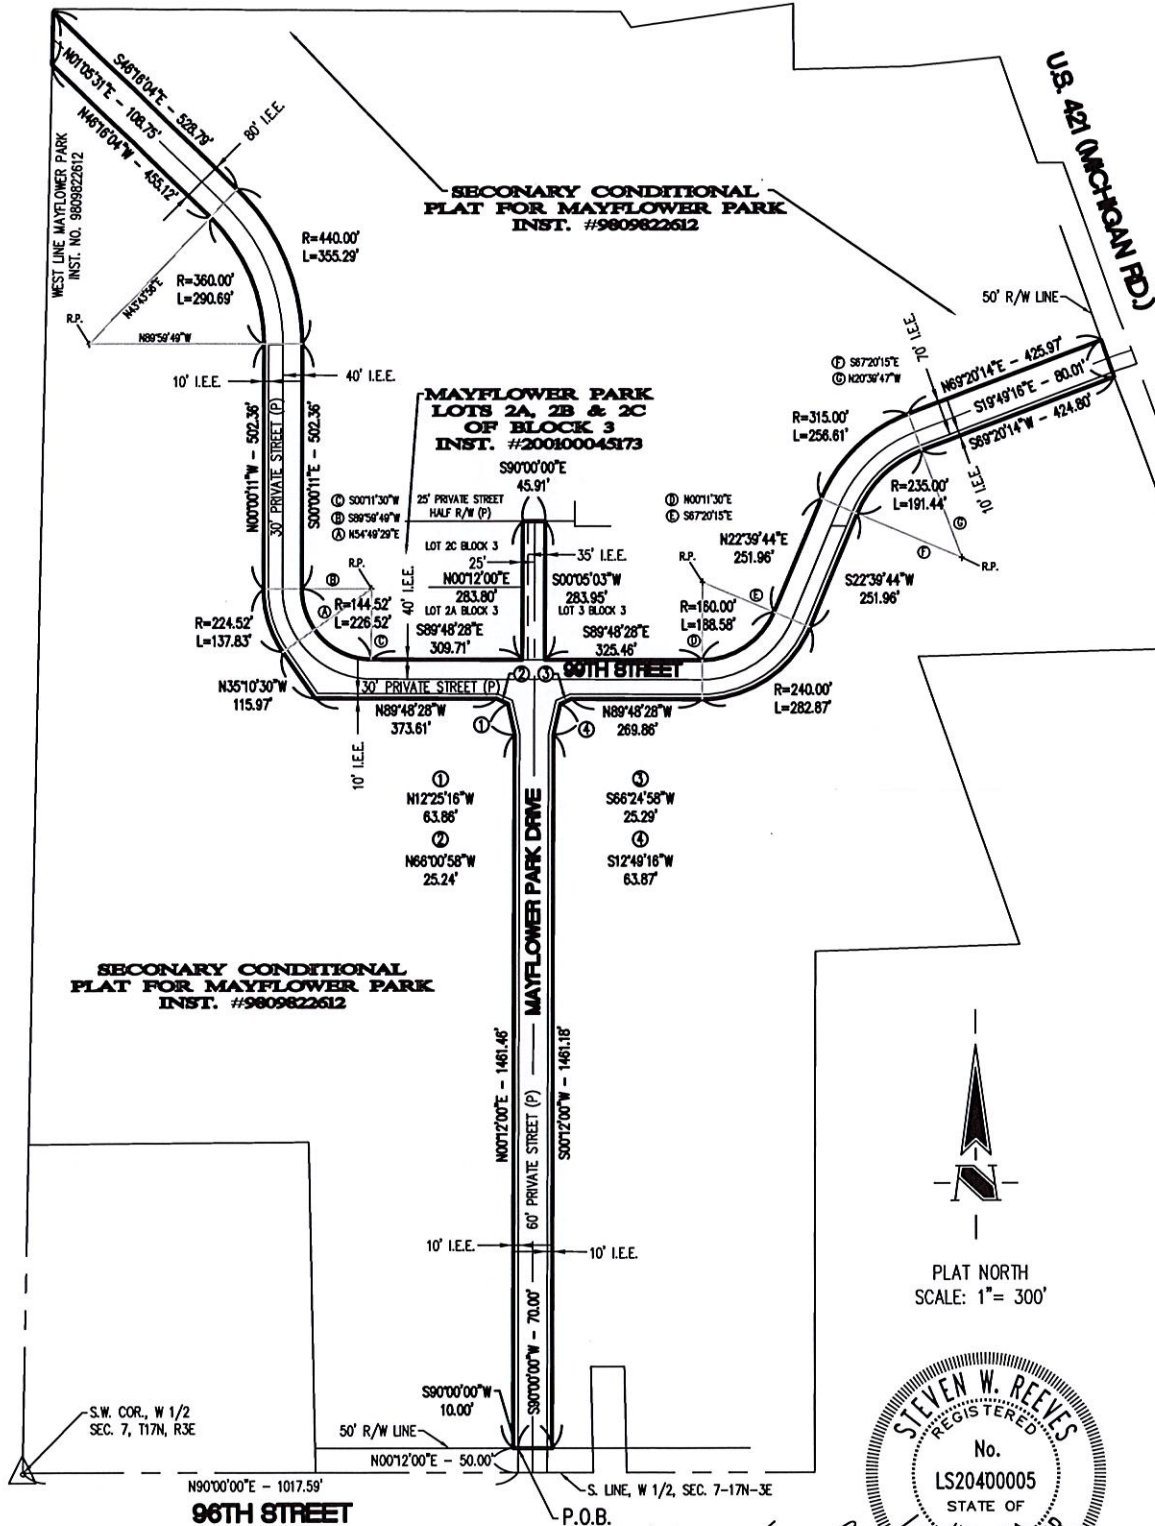 S46°16'04"E - 528.79'
N01°05'31"E - 108.75'
N46°16'04"W - 455.12'
80' I.E.E.
WEST LINE MAYFLOWER PARK
INST. NO. 9809822612
U.S. 421 (MICHIGAN RD.)
SECONARY CONDITIONAL
PLAT FOR MAYFLOWER PARK
INST. #9809822612
R=440.00'
L=355.29'
R=360.00'
L=290.69'
N43°43'56"E
R.P.
N89°59'49"W
50' R/W LINE
10' I.E.E.
40' I.E.E.
MAYFLOWER PARK
LOTS 2A, 2B & 2C
OF BLOCK 3
INST. #200100045173
Ⓕ S67°20'15"E
Ⓖ N20°39'47"W
70' I.E.E.
N69°20'14"E - 425.97'
S19°49'16"E - 80.01'
S69°20'14"W - 424.80'
R=315.00'
L=256.61'
R=235.00'
L=191.44'
10' I.E.E.
Ⓖ
Ⓕ
R.P.
N00°00'11"W - 502.36'
30' PRIVATE STREET (P)
S00°00'11"E - 502.36'
Ⓒ S00°11'30"W
Ⓑ S89°59'49"W
Ⓐ N54°49'29"E
S90°00'00"E
45.91'
25' PRIVATE STREET
HALF R/W (P)
LOT 2C BLOCK 3
25'
35' I.E.E.
Ⓓ N00°11'30"E
Ⓔ S67°20'15"E
N22°39'44"E
251.96'
S22°39'44"W
251.96'
R.P.
Ⓑ
Ⓐ
Ⓒ
R=144.52'
L=226.52'
40' I.E.E.
N00°12'00"E
283.80'
LOT 2A BLOCK 3
S89°48'28"E
309.71'
S00°05'03"W
283.95'
LOT 3 BLOCK 3
S89°48'28"E
325.46'
R.P.
R=160.00'
L=188.58'
Ⓓ
Ⓔ
R=224.52'
L=137.83'
N35°10'30"W
115.97'
30' PRIVATE STREET (P)
② ③
99TH STREET
N89°48'28"W
373.61'
① ④
N89°48'28"W
269.86'
R=240.00'
L=282.87'
10' I.E.E.
①
N12°25'16"W
63.86'
②
N66°00'58"W
25.24'
③
S66°24'58"W
25.29'
④
S12°49'16"W
63.87'
MAYFLOWER PARK DRIVE
SECONARY CONDITIONAL
PLAT FOR MAYFLOWER PARK
INST. #9809822612
N00°12'00"E - 1461.46'
60' PRIVATE STREET (P)
S00°12'00"W - 1461.18'
10' I.E.E.
10' I.E.E.
S90°00'00"W - 70.00'
N
PLAT NORTH
SCALE: 1"= 300'
S90°00'00"W
10.00'
50' R/W LINE
N00°12'00"E - 50.00'
S.W. COR., W 1/2
SEC. 7, T17N, R3E
N90°00'00"E - 1017.59'
96TH STREET
S. LINE, W 1/2, SEC. 7-17N-3E
P.O.B.
STEVEN W. REEVES
REGISTERED
No.
LS20400005
STATE OF